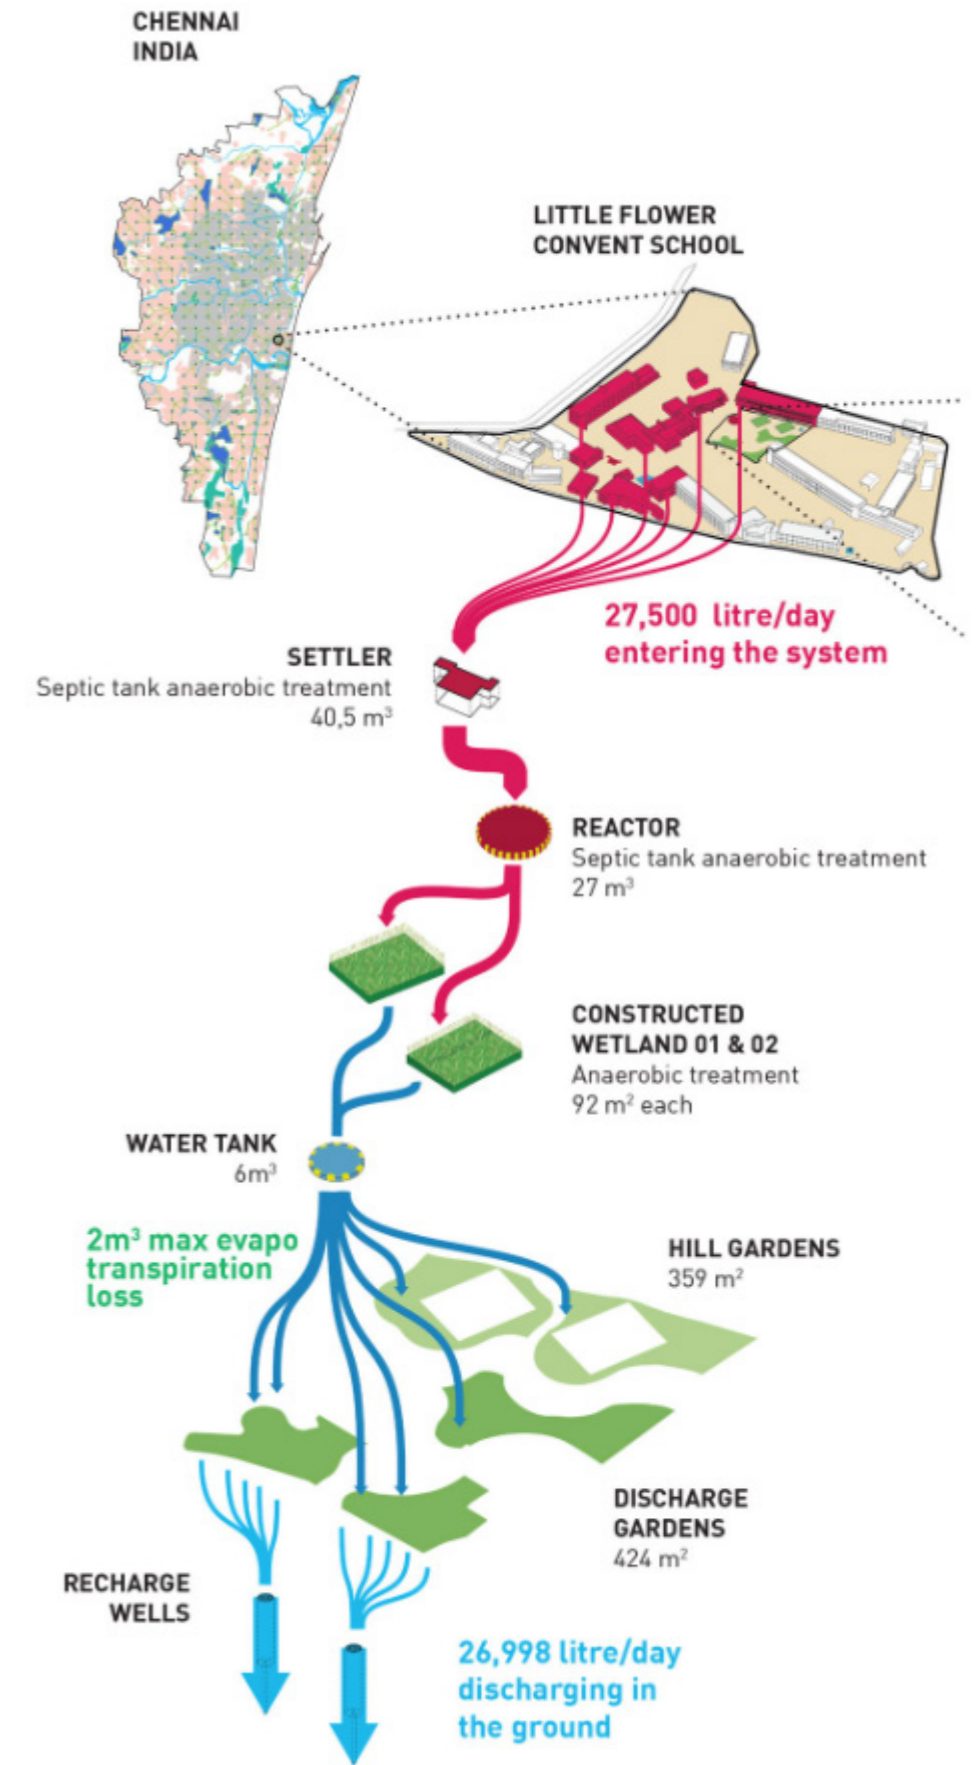 CHENNAI
INDIA
LITTLE FLOWER
CONVENT SCHOOL
27,500 litre/day
entering the system
SETTLER
Septic tank anaerobic treatment
40,5 m³
REACTOR
Septic tank anaerobic treatment
27 m³
CONSTRUCTED
WETLAND 01 & 02
Anaerobic treatment
92 m² each
WATER TANK
6m³
2m³ max evapo
transpiration
loss
HILL GARDENS
359 m²
DISCHARGE
GARDENS
424 m²
RECHARGE
WELLS
26,998 litre/day
discharging in
the ground